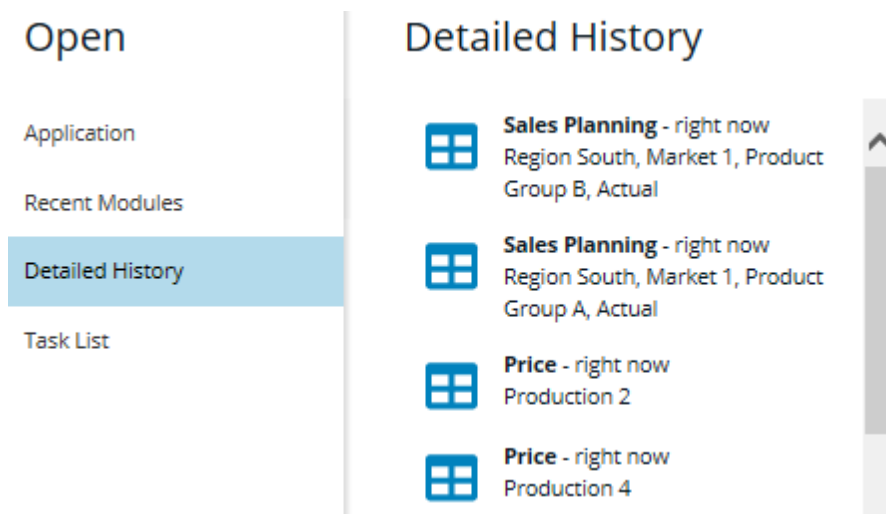 Open
Application
Recent Modules
Detailed History
Task List
Detailed History
Sales Planning - right now
Region South, Market 1, Product
Group B, Actual
Sales Planning - right now
Region South, Market 1, Product
Group A, Actual
Price - right now
Production 2
Price - right now
Production 4